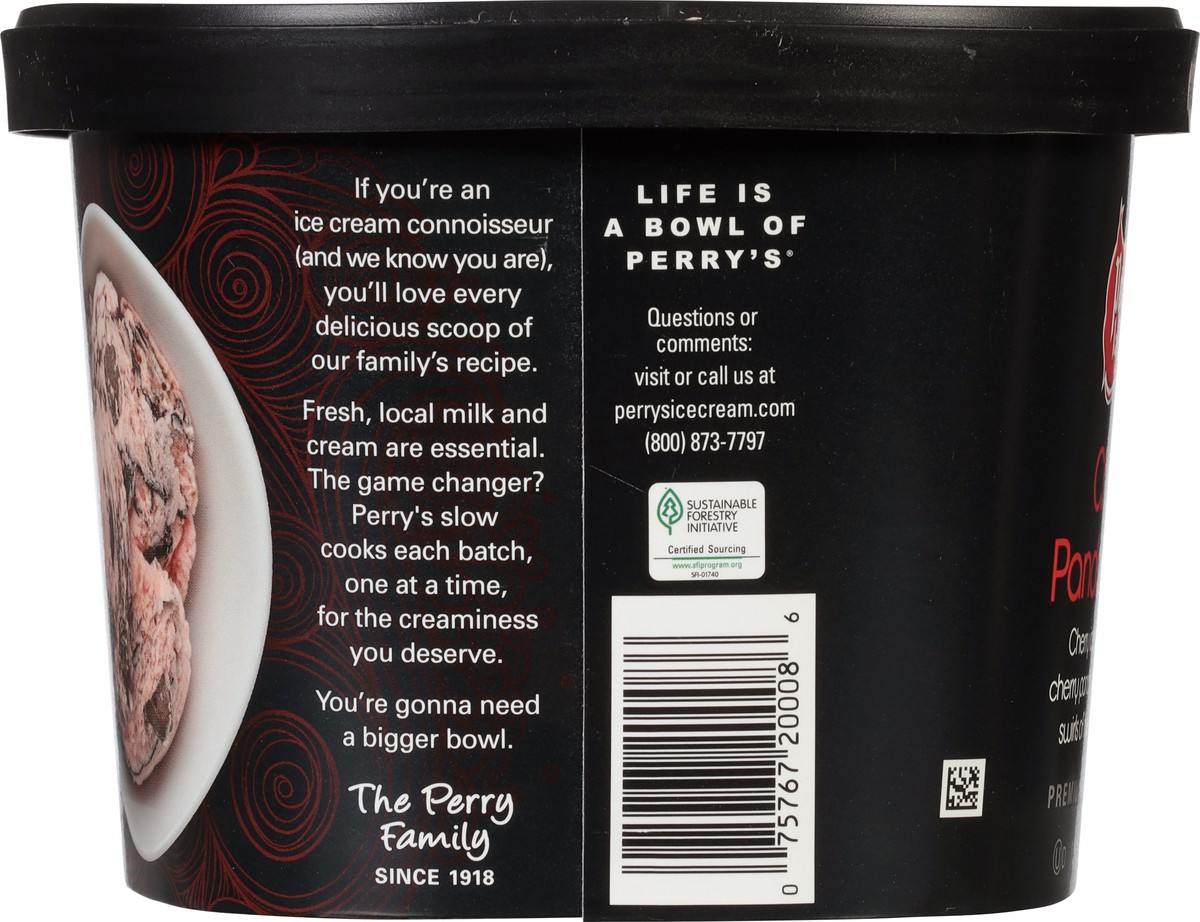 If you're an
ice cream connoisseur
(and we know you are),
you'll love every
delicious scoop of
our family's recipe.
Fresh, local milk and
cream are essential.
The game changer?
Perry's slow
cooks each batch,
one at a time,
for the creaminess
you deserve.
You're gonna need
a bigger bowl.
The Perry
Family
SINCE 1918
LIFE IS
A BOWL OF
PERRY'S®
Questions or
comments:
visit or call us at
perrysicecream.com
(800) 873-7797
SUSTAINABLE
FORESTRY
INITIATIVE
Certified Sourcing
www.sfiprogram.org
SFI-01740
0 75767 20008 6